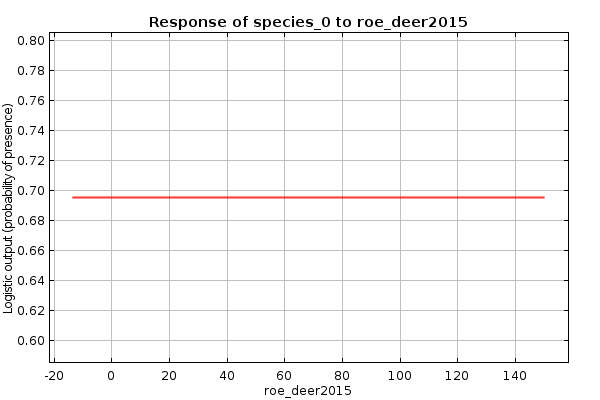 Response of species_0 to roe_deer2015
Logistic output (probability of presence)
0.80
0.78
0.76
0.74
0.72
0.70
0.68
0.66
0.64
0.62
0.60
-20 0 20 40 60 80 100 120 140
roe_deer2015